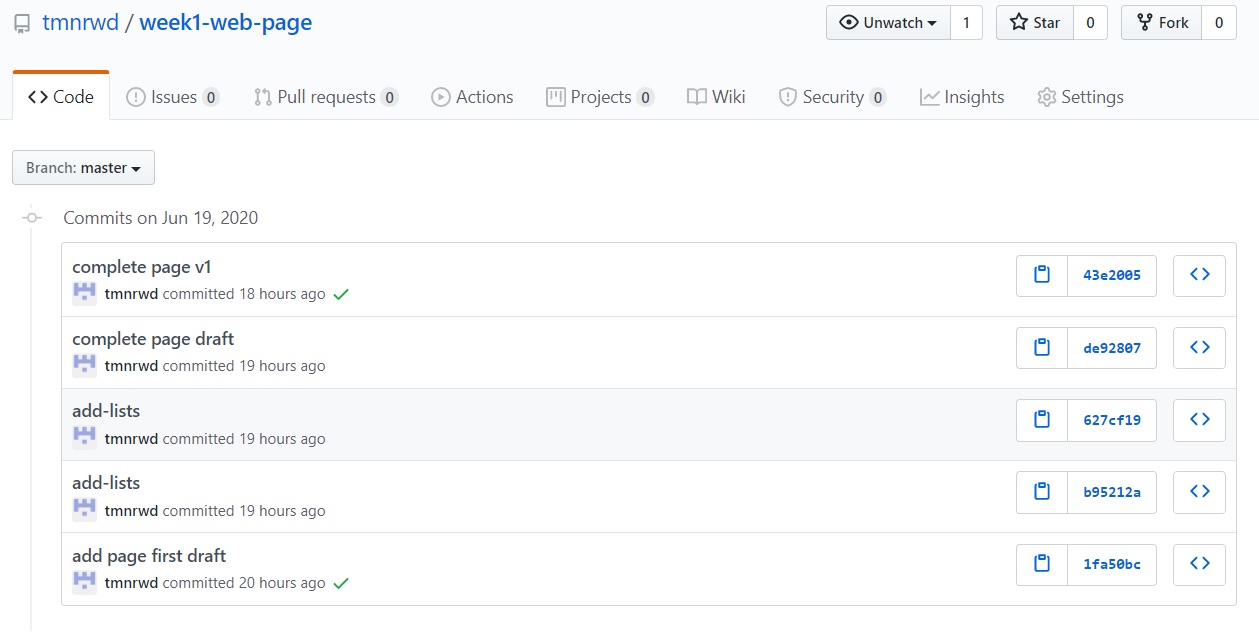 tmnrwd / week1-web-page
Unwatch 1 Star 0 Fork 0
Code Issues 0 Pull requests 0 Actions Projects 0 Wiki Security 0 Insights Settings
Branch: master
Commits on Jun 19, 2020
complete page v1
tmnrwd committed 18 hours ago
43e2005
complete page draft
tmnrwd committed 19 hours ago
de92807
add-lists
tmnrwd committed 19 hours ago
627cf19
add-lists
tmnrwd committed 19 hours ago
b95212a
add page first draft
tmnrwd committed 20 hours ago
1fa50bc